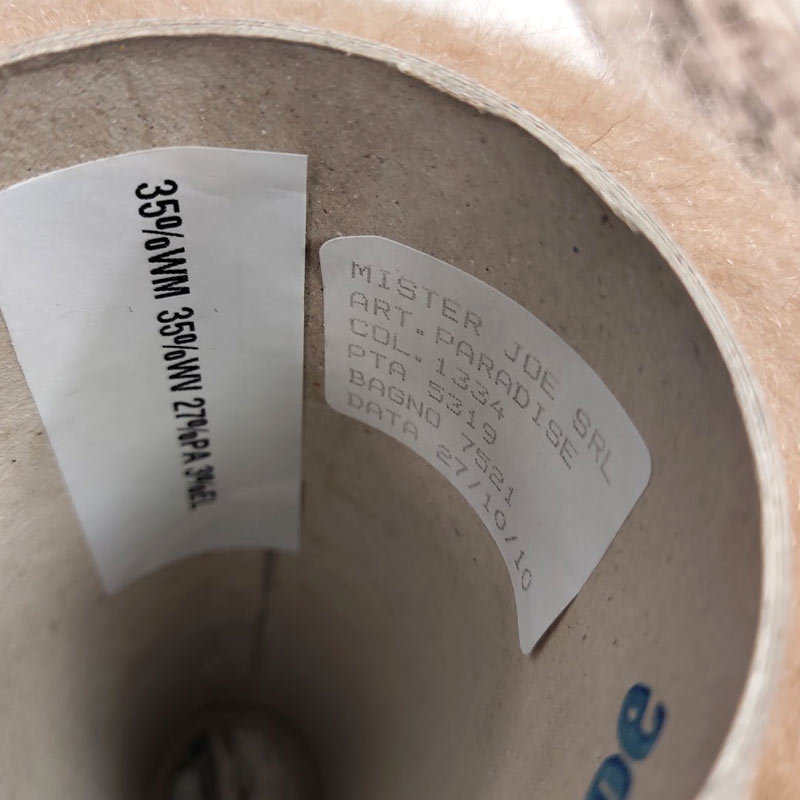 35%WM 35%WV 27%PA 3%EL
MISTER JOE SRL
ART.PARADISE
COL.1334
PTA 5319
BAGNO 7521
DATA 27/10/10
pe